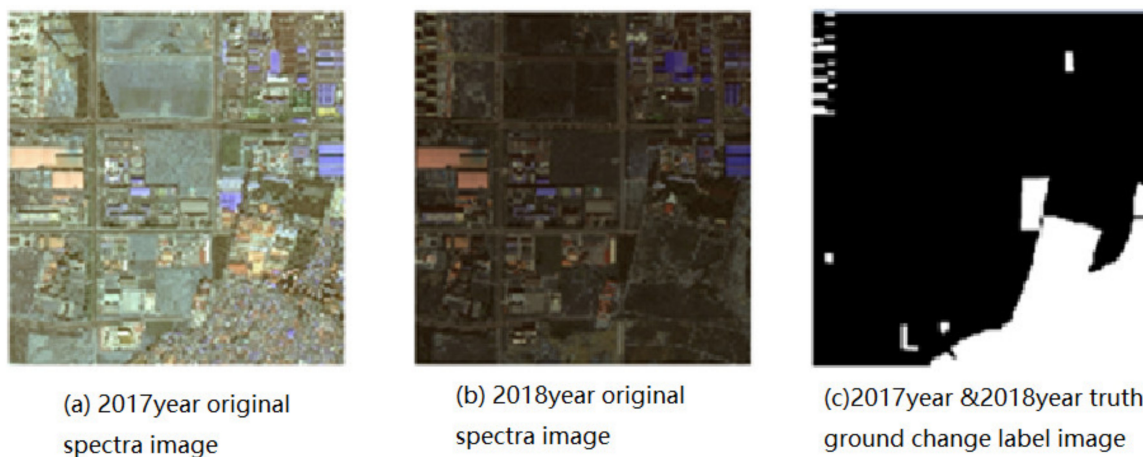 (a) 2017year original
spectra image
(b) 2018year original
spectra image
(c)2017year &2018year truth
ground change label image